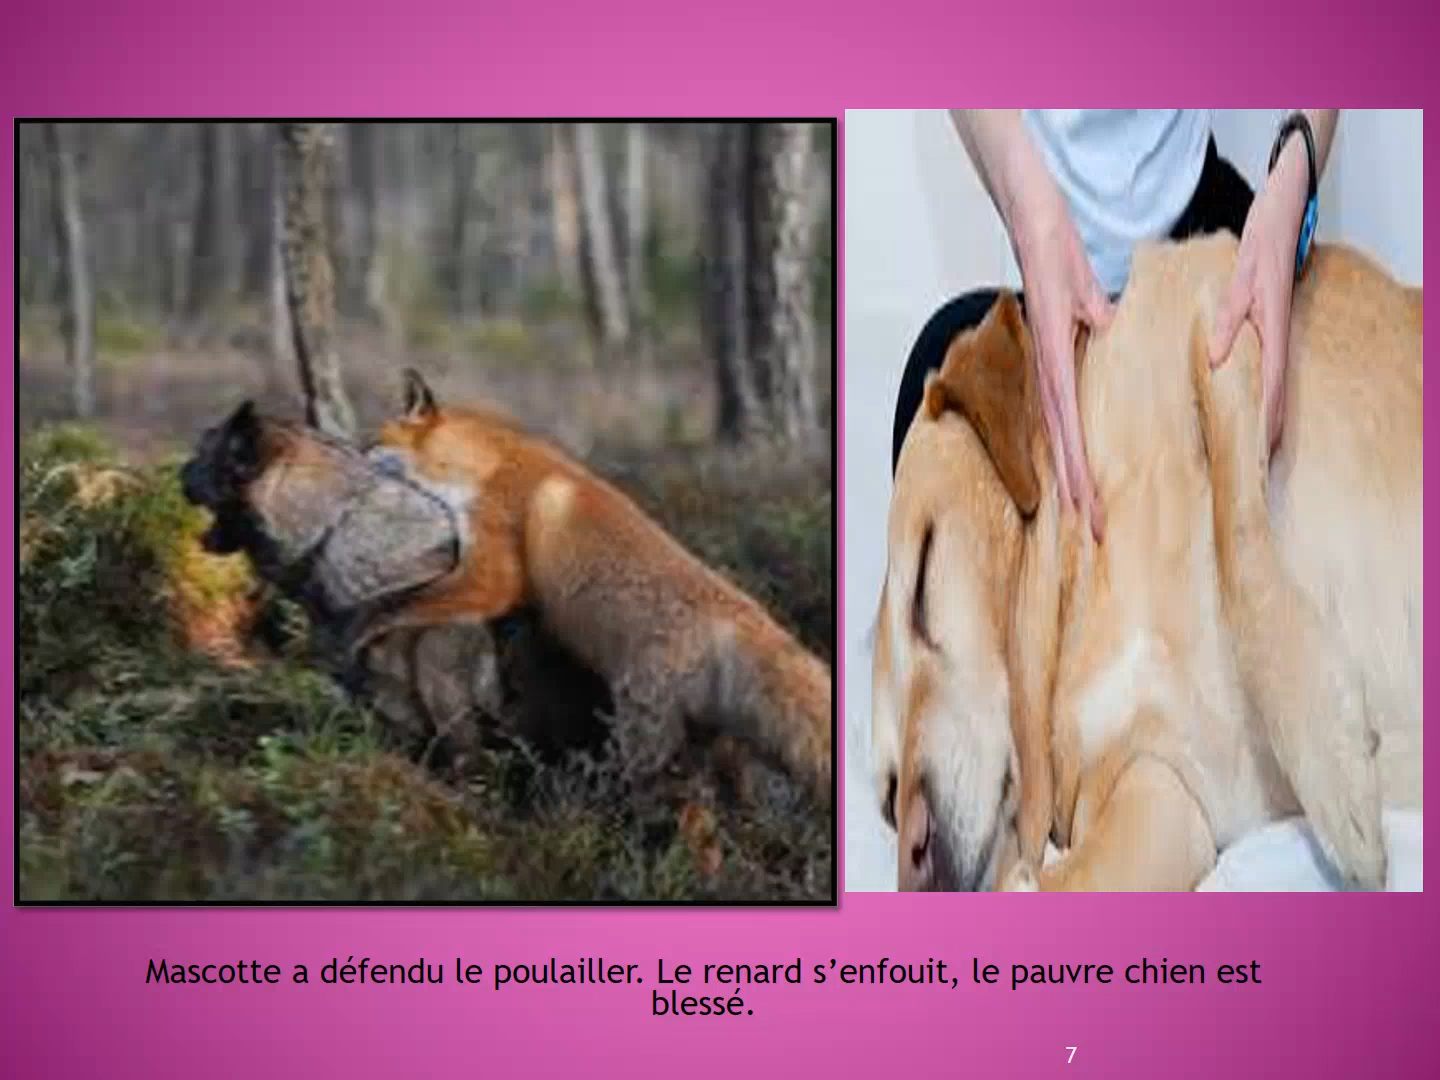 Mascotte a défendu le poulailler. Le renard s’enfouit, le pauvre chien est
blessé.
7